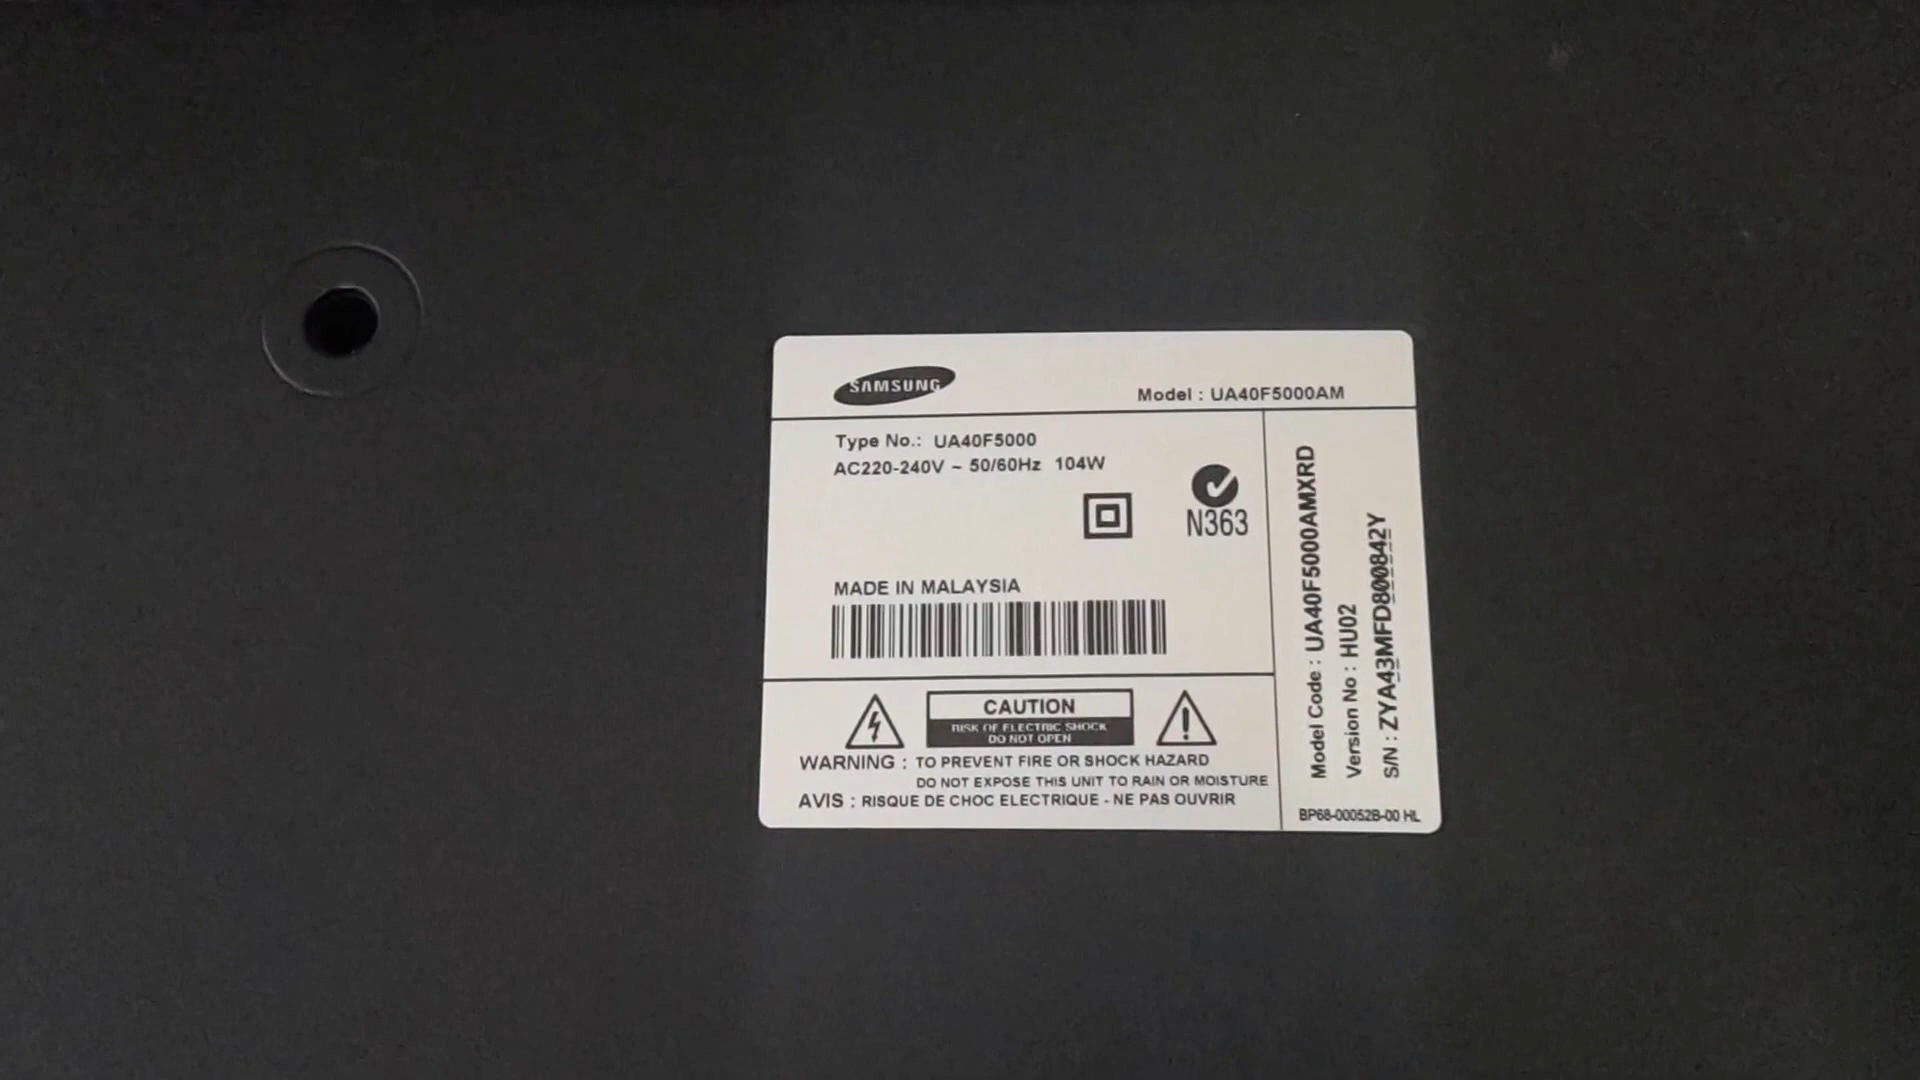 SAMSUNG
Model : UA40F5000AM
Type No.: UA40F5000
AC220-240V ~ 50/60Hz 104W
N363
MADE IN MALAYSIA
CAUTION
RISK OF ELECTRIC SHOCK
DO NOT OPEN
WARNING : TO PREVENT FIRE OR SHOCK HAZARD
DO NOT EXPOSE THIS UNIT TO RAIN OR MOISTURE
AVIS : RISQUE DE CHOC ELECTRIQUE - NE PAS OUVRIR
Model Code : UA40F5000AMXRD
Version No : HU02
S/N : ZYA43MFD800842Y
BP68-00052B-00 HL